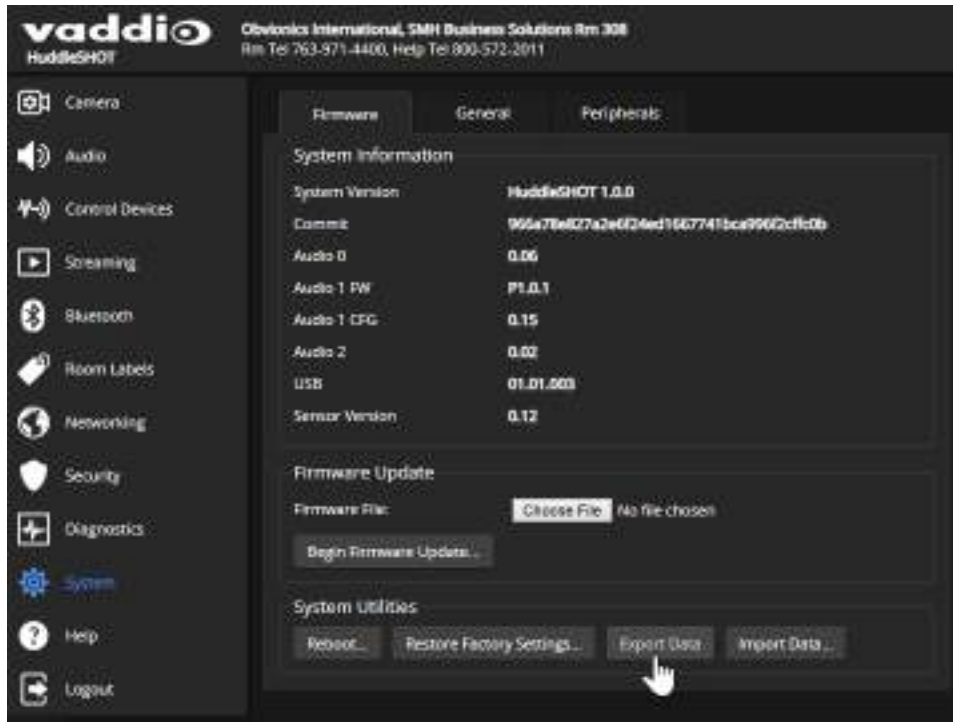 vaddio
HuddleSHOT
Obvionics International, SMH Business Solutions Rm 308
Rm Tel 763-971-4400, Help Tel 800-572-2011
Camera
Audio
Control Devices
Streaming
Bluetooth
Room Labels
Networking
Security
Diagnostics
System
Help
Logout
Firmware General Peripherals
System Information
System Version HuddleSHOT 1.0.0
Commit
Audio 0 0.06
Audio 1 FW P1.0.1
Audio 1 CFG 0.15
Audio 2 0.02
USB 01.01.003
Sensor Version 0.12
Firmware Update
Firmware File: Choose File No file chosen
Begin Firmware Update...
System Utilities
Reboot... Restore Factory Settings... Export Data Import Data...